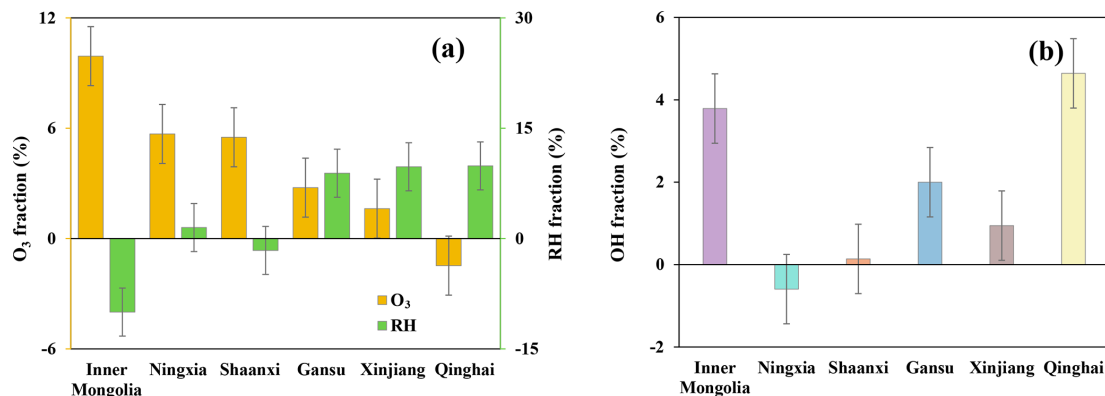 12
6
0
-6
O₃ fraction (%)
(a)
30
15
0
-15
RH fraction (%)
O₃
RH
Inner Mongolia
Ningxia
Shaanxi
Gansu
Xinjiang
Qinghai
6
4
2
0
-2
OH fraction (%)
(b)
Inner Mongolia
Ningxia
Shaanxi
Gansu
Xinjiang
Qinghai